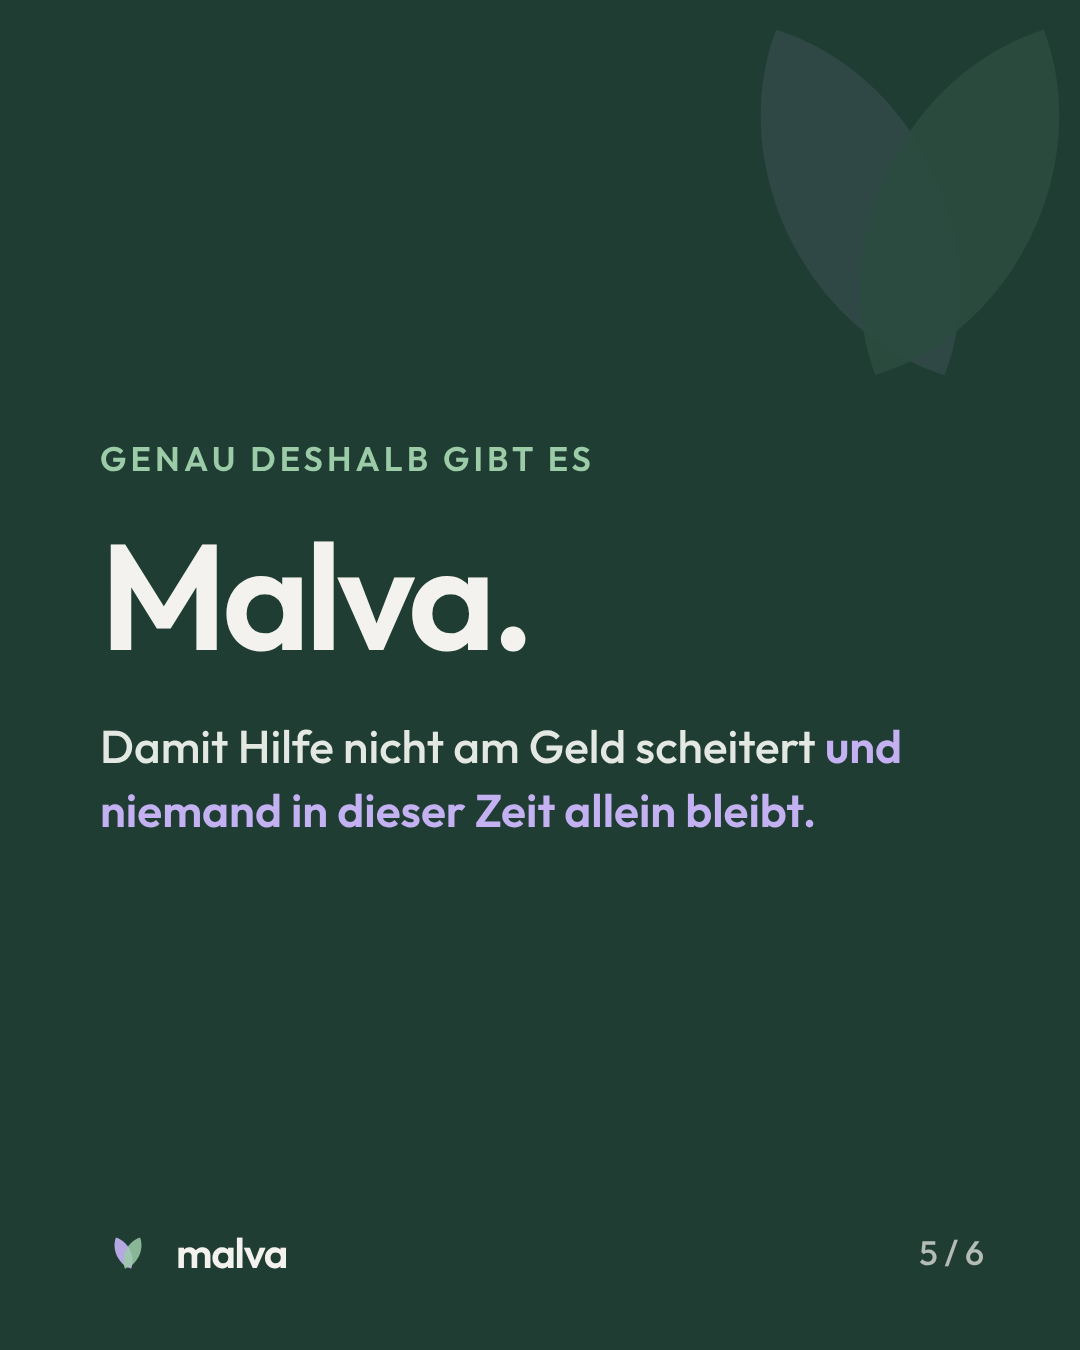 GENAU DESHALB GIBT ES
Malva.
Damit Hilfe nicht am Geld scheitert und
niemand in dieser Zeit allein bleibt.
malva
5 / 6